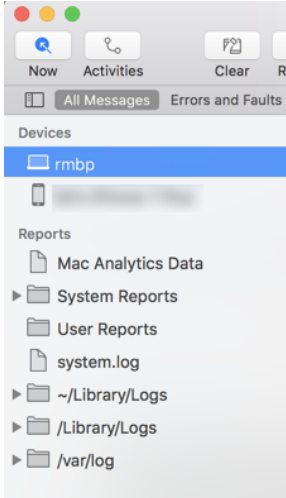 Now Activities Clear R
All Messages Errors and Faults
Devices
rmbp
Reports
Mac Analytics Data
System Reports
User Reports
system.log
~/Library/Logs
/Library/Logs
/var/log